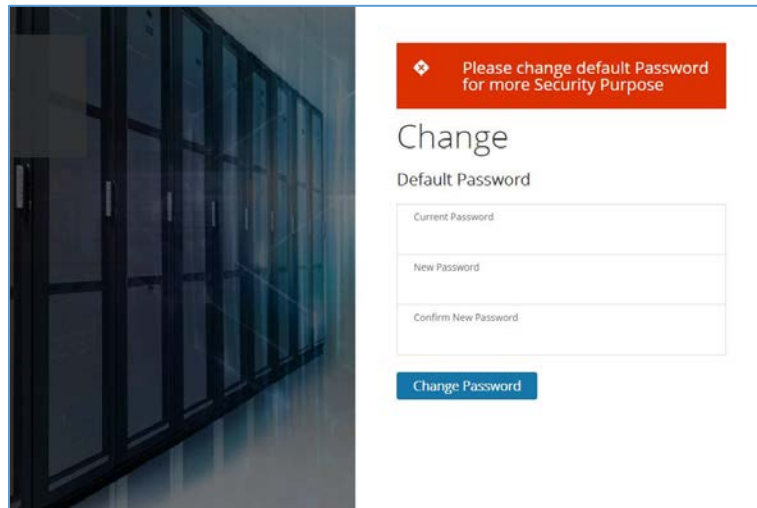 Please change default Password
for more Security Purpose
Change
Default Password
Current Password
New Password
Confirm New Password
Change Password